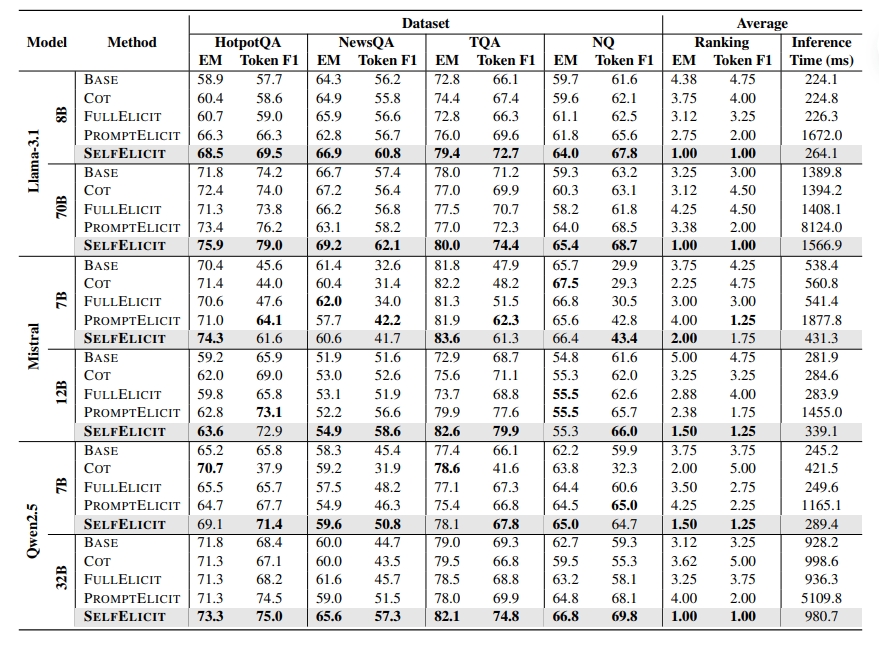 Dataset Average
Model Method HotpotQA NewsQA TQA NQ Ranking Inference
EM Token F1 EM Token F1 EM Token F1 EM Token F1 EM Token F1 Time (ms)
Llama-3.1
8B
BASE 58.9 57.7 64.3 56.2 72.8 66.1 59.7 61.6 4.38 4.75 224.1
COT 60.4 58.6 64.9 55.8 74.4 67.4 59.6 62.1 3.75 4.00 224.8
FULLELICIT 60.7 59.0 65.9 56.6 72.8 66.3 61.1 62.5 3.12 3.25 226.3
PROMPTELICIT 66.3 66.3 62.8 56.7 76.0 69.6 61.8 65.6 2.75 2.00 1672.0
SELFELICIT 68.5 69.5 66.9 60.8 79.4 72.7 64.0 67.8 1.00 1.00 264.1
70B
BASE 71.8 74.2 66.7 57.4 78.0 71.2 59.3 63.2 3.25 3.00 1389.8
COT 72.4 74.0 67.2 56.4 77.0 69.9 60.3 63.1 3.12 4.50 1394.2
FULLELICIT 71.3 73.8 66.2 56.8 77.5 70.7 58.2 61.8 4.25 4.50 1408.1
PROMPTELICIT 73.4 76.2 63.1 58.2 77.0 72.3 64.0 68.5 3.38 2.00 8124.0
SELFELICIT 75.9 79.0 69.2 62.1 80.0 74.4 65.4 68.7 1.00 1.00 1566.9
Mistral
7B
BASE 70.4 45.6 61.4 32.6 81.8 47.9 65.7 29.9 3.75 4.25 538.4
COT 71.4 44.0 60.4 31.4 82.2 48.2 67.5 29.3 2.25 4.75 560.8
FULLELICIT 70.6 47.6 62.0 34.0 81.3 51.5 66.8 30.5 3.00 3.00 541.4
PROMPTELICIT 71.0 64.1 57.7 42.2 81.9 62.3 65.6 42.8 4.00 1.25 1877.8
SELFELICIT 74.3 61.6 60.6 41.7 83.6 61.3 66.4 43.4 2.00 1.75 431.3
12B
BASE 59.2 65.9 51.9 51.6 72.9 68.7 54.8 61.6 5.00 4.75 281.9
COT 62.0 69.0 53.0 52.6 75.6 71.1 55.3 62.0 3.25 3.25 284.6
FULLELICIT 59.8 65.8 53.1 51.9 73.7 68.8 55.5 62.6 2.88 4.00 283.9
PROMPTELICIT 62.8 73.1 52.2 56.6 79.9 77.6 55.5 65.7 2.38 1.75 1455.0
SELFELICIT 63.6 72.9 54.9 58.6 82.6 79.9 55.3 66.0 1.50 1.25 339.1
Qwen2.5
7B
BASE 65.2 65.8 58.3 45.4 77.4 66.1 62.2 59.9 3.75 3.75 245.2
COT 70.7 37.9 59.2 31.9 78.6 41.6 63.8 32.3 2.00 5.00 421.5
FULLELICIT 65.5 65.7 57.5 48.2 77.1 67.3 64.4 60.6 3.50 2.75 249.6
PROMPTELICIT 64.7 67.7 54.9 46.3 75.4 66.8 64.5 65.0 4.25 2.25 1165.1
SELFELICIT 69.1 71.4 59.6 50.8 78.1 67.8 65.0 64.7 1.50 1.25 289.4
32B
BASE 71.8 68.4 60.0 44.7 79.0 69.3 62.7 59.3 3.12 3.25 928.2
COT 71.3 67.1 60.0 43.5 79.5 66.8 59.5 55.3 3.62 5.00 998.6
FULLELICIT 71.3 68.2 61.6 45.7 78.5 68.8 63.2 58.1 3.25 3.75 936.3
PROMPTELICIT 71.3 74.5 59.0 51.5 78.0 69.9 64.8 68.1 4.00 2.00 5109.8
SELFELICIT 73.3 75.0 65.6 57.3 82.1 74.8 66.8 69.8 1.00 1.00 980.7